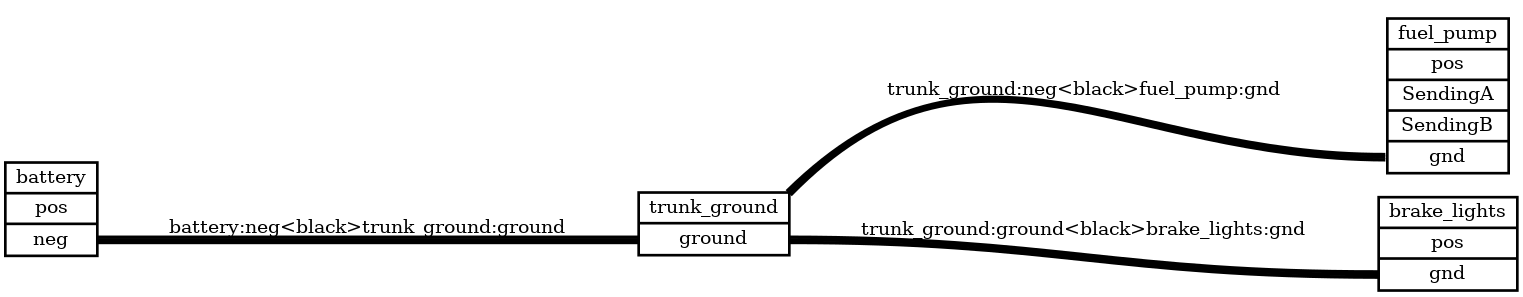 battery
pos
neg
battery:neg<black>trunk_ground:ground
trunk_ground
ground
trunk_ground:neg<black>fuel_pump:gnd
trunk_ground:ground<black>brake_lights:gnd
fuel_pump
pos
SendingA
SendingB
gnd
brake_lights
pos
gnd